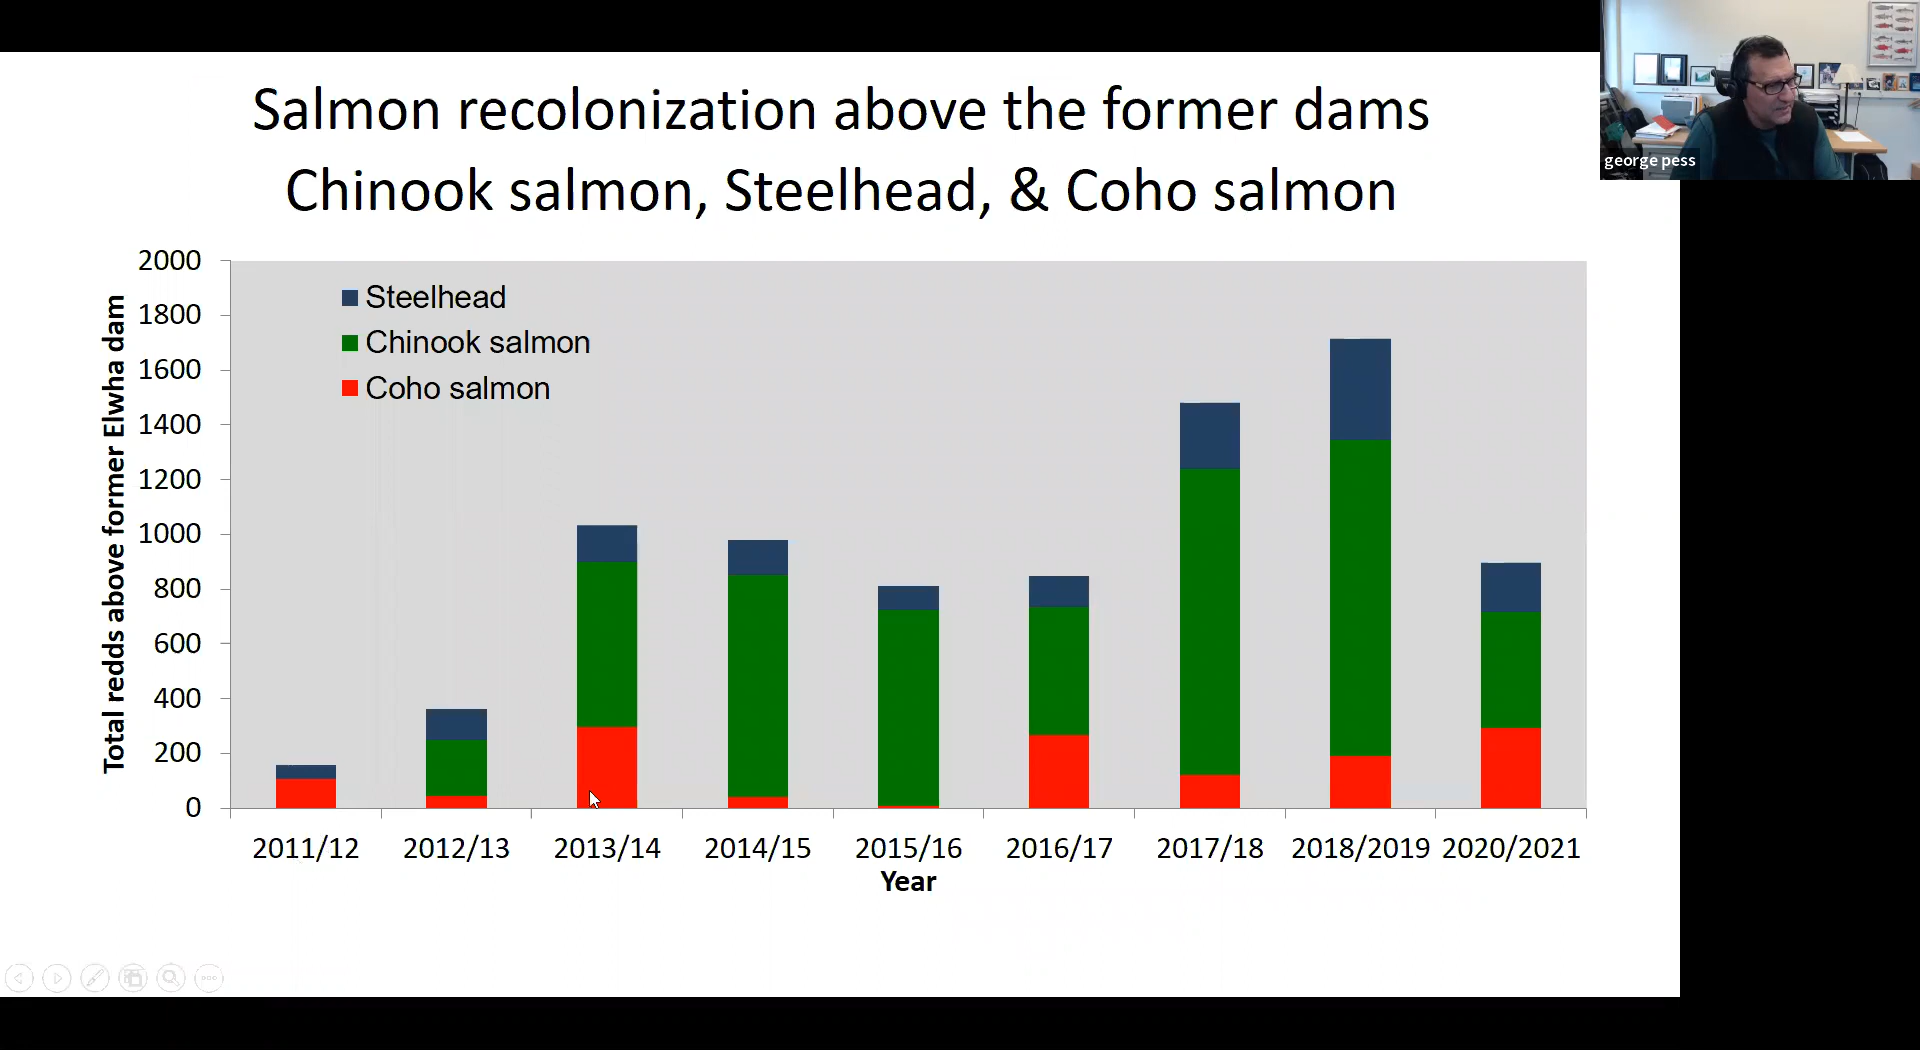 Salmon recolonization above the former dams
Chinook salmon, Steelhead, & Coho salmon
george pess
Total redds above former Elwha dam
2000
1800
1600
1400
1200
1000
800
600
400
200
0
Steelhead
Chinook salmon
Coho salmon
2011/12 2012/13 2013/14 2014/15 2015/16 2016/17 2017/18 2018/2019 2020/2021
Year